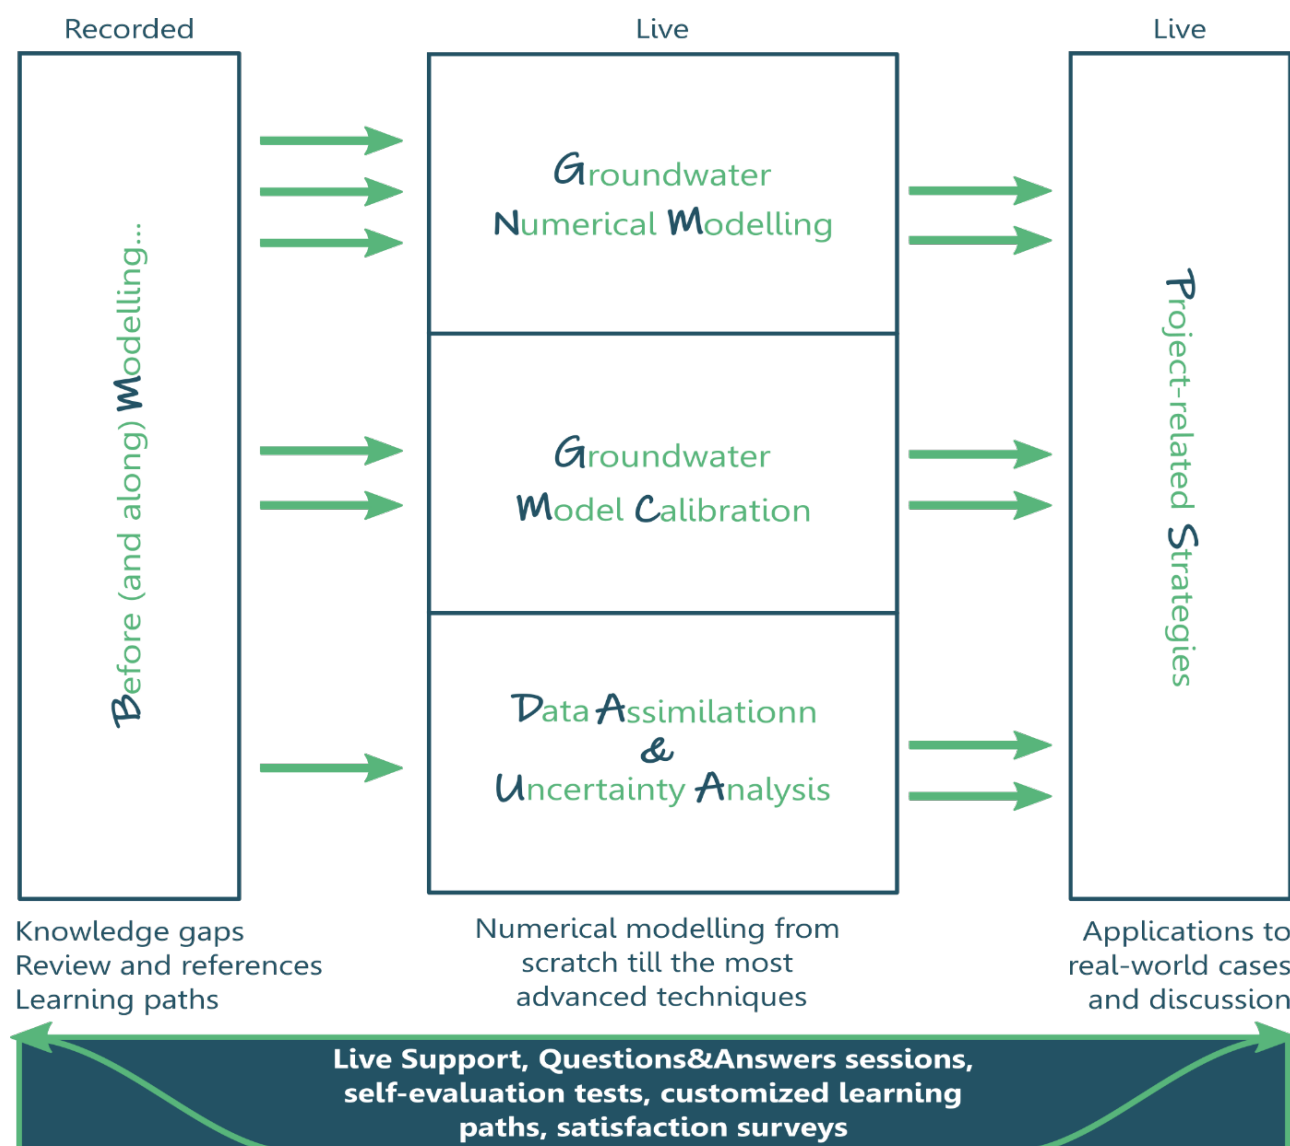 Recorded
Live
Live
Before (and along) Modelling...
Groundwater
Numerical Modelling
Groundwater
Model Calibration
Data Assimilationn
&
Uncertainty Analysis
Project-related Strategies
Knowledge gaps
Review and references
Learning paths
Numerical modelling from
scratch till the most
advanced techniques
Applications to
real-world cases
and discussion
Live Support, Questions&Answers sessions,
self-evaluation tests, customized learning
paths, satisfaction surveys